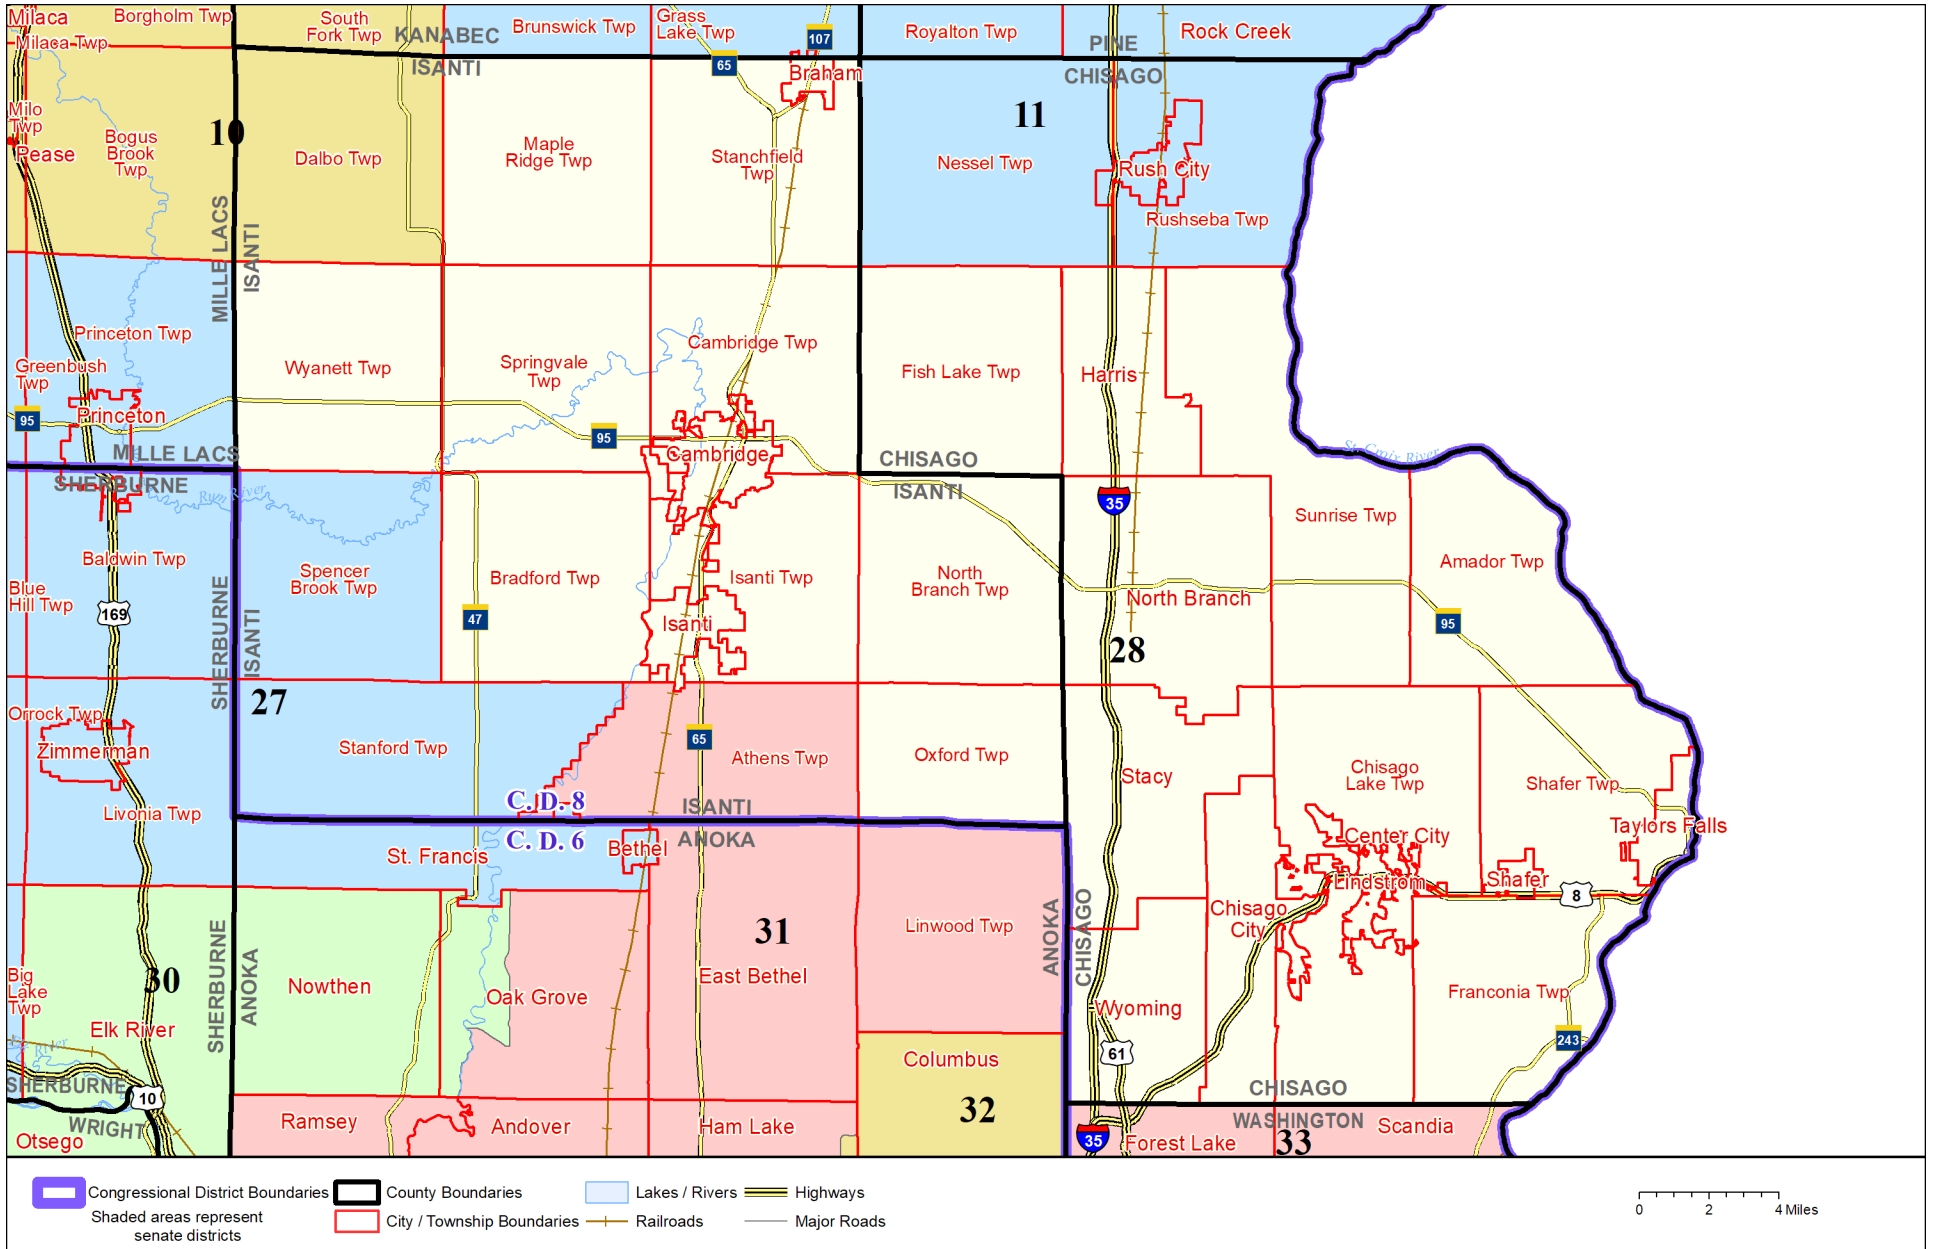 Milaca
Borgholm Twp
South
Fork Twp
KANABEC
Brunswick Twp
Grass
Lake Twp
107
Royalton Twp
PINE
Rock Creek
Milaca Twp
ISANTI
65
Braham
CHISAGO
Milo
Twp
Pease
Bogus
Brook
Twp
10
Dalbo Twp
Maple
Ridge Twp
Stanchfield
Twp
11
Nessel Twp
Rush City
Rushseba Twp
MILLE LACS
ISANTI
Princeton Twp
Greenbush
Twp
Princeton
95
Wyanett Twp
Springvale
Twp
95
Cambridge Twp
Cambridge
Fish Lake Twp
Harris
St. Croix River
MILLE LACS
SHERBURNE
Rum River
CHISAGO
ISANTI
35
Sunrise Twp
Amador Twp
Baldwin Twp
Blue
Hill Twp
169
SHERBURNE
ISANTI
Spencer
Brook Twp
Bradford Twp
47
Isanti Twp
Isanti
North
Branch Twp
North Branch
28
95
27
Orrock Twp
Zimmerman
Livonia Twp
Stanford Twp
65
Athens Twp
Oxford Twp
Stacy
Chisago
Lake Twp
Shafer Twp
Taylors Falls
C. D. 8
ISANTI
C. D. 6
ANOKA
St. Francis
Bethel
Center City
Lindstrom
Shafer
8
Chisago
City
31
Linwood Twp
ANOKA
CHISAGO
Big
Lake
Twp
30
Elk River
SHERBURNE
ANOKA
Nowthen
Oak Grove
East Bethel
Wyoming
Franconia Twp
61
243
Columbus
32
SHERBURNE
10
WRIGHT
Otsego
Ramsey
Andover
Ham Lake
CHISAGO
WASHINGTON
35
Forest Lake
33
Scandia
Congressional District Boundaries
County Boundaries
Lakes / Rivers
Highways
Shaded areas represent
senate districts
City / Township Boundaries
Railroads
Major Roads
0 2 4 Miles